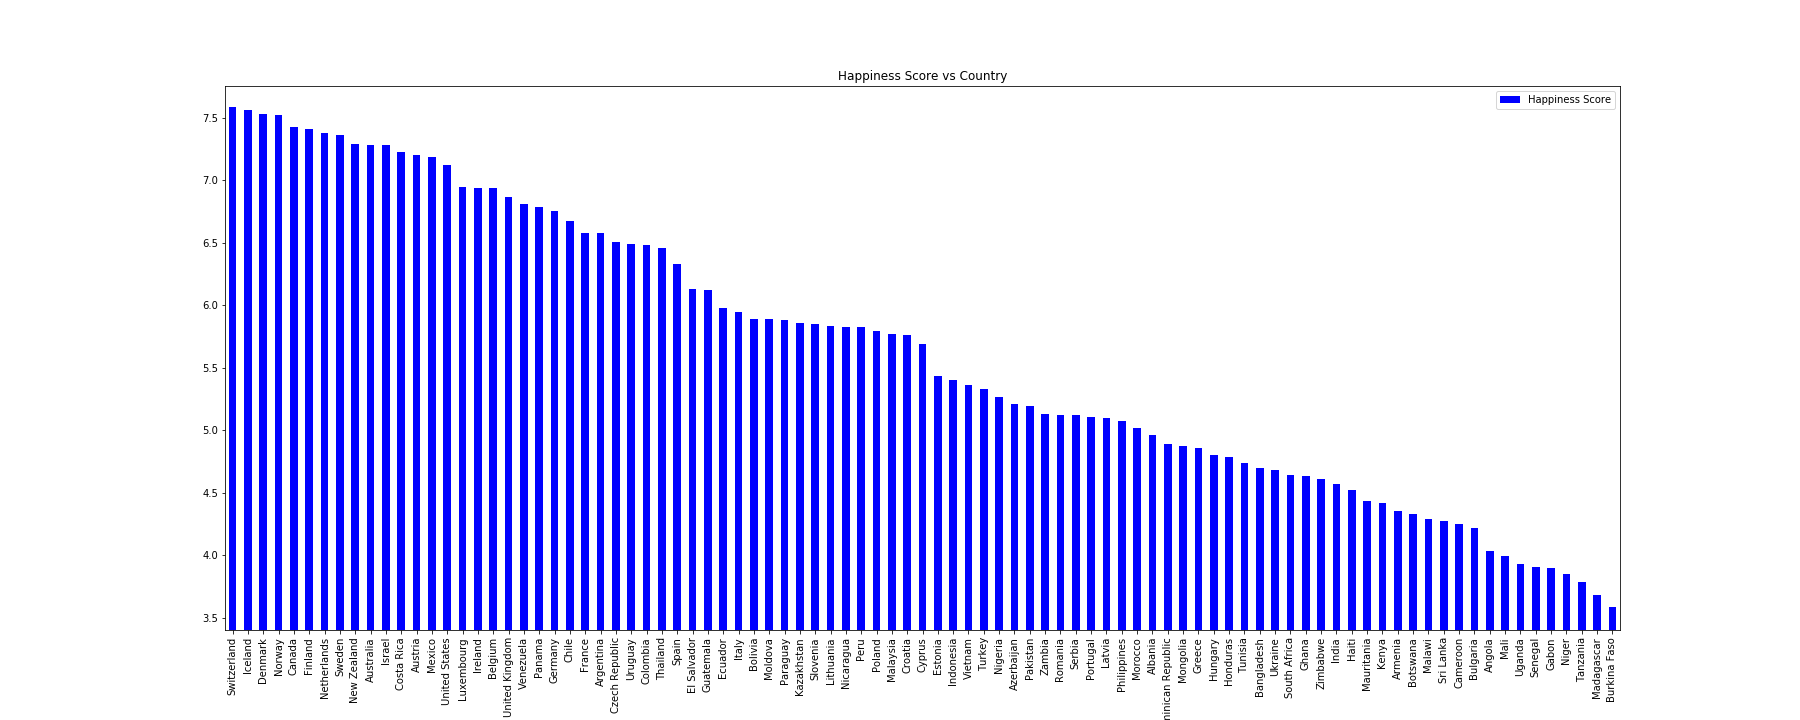 Happiness Score vs Country
Happiness Score
7.5
7.0
6.5
6.0
5.5
5.0
4.5
4.0
3.5
Switzerland
Iceland
Denmark
Norway
Canada
Finland
Netherlands
Sweden
New Zealand
Australia
Israel
Costa Rica
Austria
Mexico
United States
Luxembourg
Ireland
Belgium
United Kingdom
Venezuela
Panama
Germany
Chile
France
Argentina
Czech Republic
Uruguay
Colombia
Thailand
Spain
El Salvador
Guatemala
Ecuador
Italy
Bolivia
Moldova
Paraguay
Kazakhstan
Slovenia
Lithuania
Nicaragua
Peru
Poland
Malaysia
Croatia
Cyprus
Estonia
Indonesia
Vietnam
Turkey
Nigeria
Azerbaijan
Pakistan
Zambia
Romania
Serbia
Portugal
Latvia
Philippines
Morocco
Albania
minican Republic
Mongolia
Greece
Hungary
Honduras
Tunisia
Bangladesh
Ukraine
South Africa
Ghana
Zimbabwe
India
Haiti
Mauritania
Kenya
Armenia
Botswana
Malawi
Sri Lanka
Cameroon
Bulgaria
Angola
Mali
Uganda
Senegal
Gabon
Niger
Tanzania
Madagascar
Burkina Faso